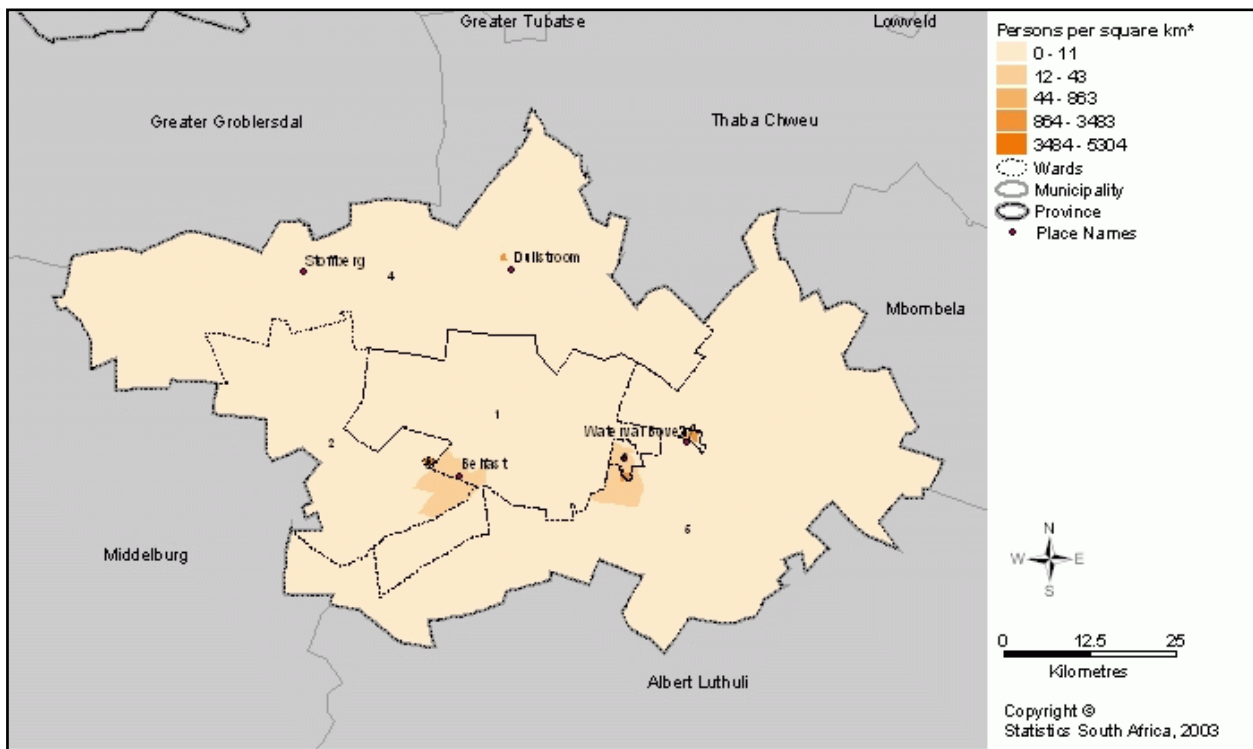 Greater Tubatse
Lowveld
Greater Groblersdal
Thaba Chweu
Stoffberg
4
Dullstroom
Mbombela
1
2
Belfast
5
Middelburg
Albert Luthuli
Persons per square km*
0 - 11
12 - 43
44 - 863
864 - 3483
3484 - 5304
Wards
Municipality
Province
Place Names
N
W
E
S
0
12.5
25
Kilometres
Copyright ©
Statistics South Africa, 2003